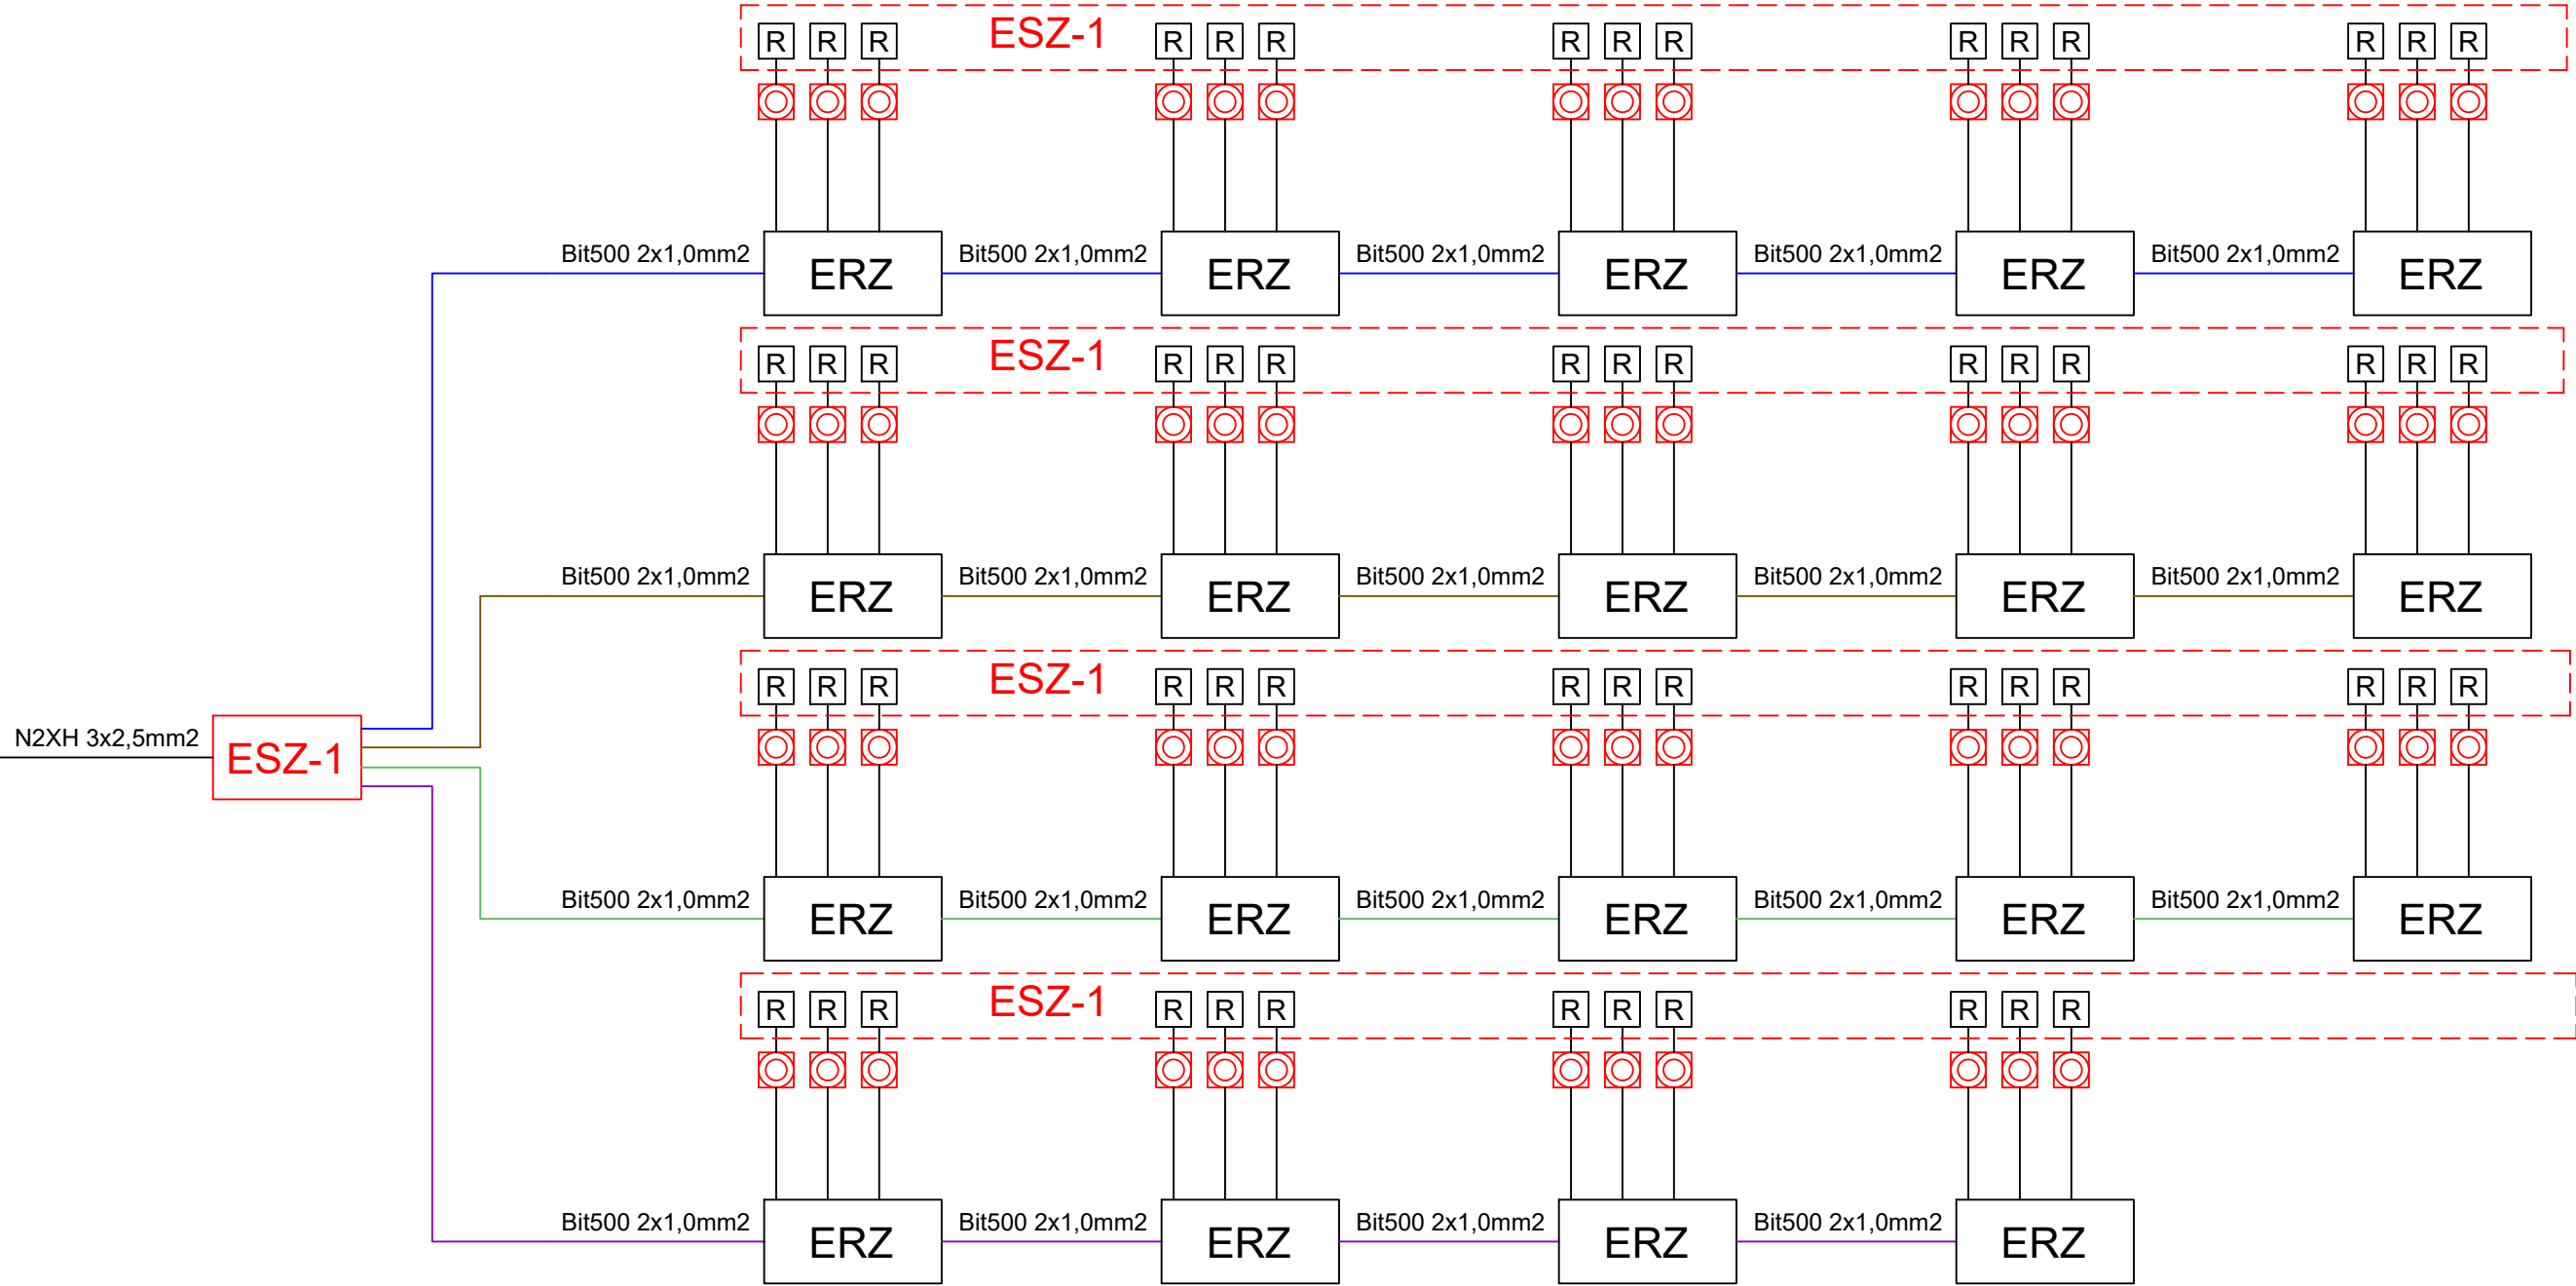 R R R ESZ-1 R R R R R R R R R R R R
Bit500 2x1,0mm2 Bit500 2x1,0mm2 Bit500 2x1,0mm2 Bit500 2x1,0mm2 Bit500 2x1,0mm2
ERZ ERZ ERZ ERZ ERZ
R R R ESZ-1 R R R R R R R R R R R R
Bit500 2x1,0mm2 Bit500 2x1,0mm2 Bit500 2x1,0mm2 Bit500 2x1,0mm2 Bit500 2x1,0mm2
ERZ ERZ ERZ ERZ ERZ
R R R ESZ-1 R R R R R R R R R R R R
N2XH 3x2,5mm2
ESZ-1
Bit500 2x1,0mm2 Bit500 2x1,0mm2 Bit500 2x1,0mm2 Bit500 2x1,0mm2 Bit500 2x1,0mm2
ERZ ERZ ERZ ERZ ERZ
R R R ESZ-1 R R R R R R R R R
Bit500 2x1,0mm2 Bit500 2x1,0mm2 Bit500 2x1,0mm2 Bit500 2x1,0mm2
ERZ ERZ ERZ ERZ